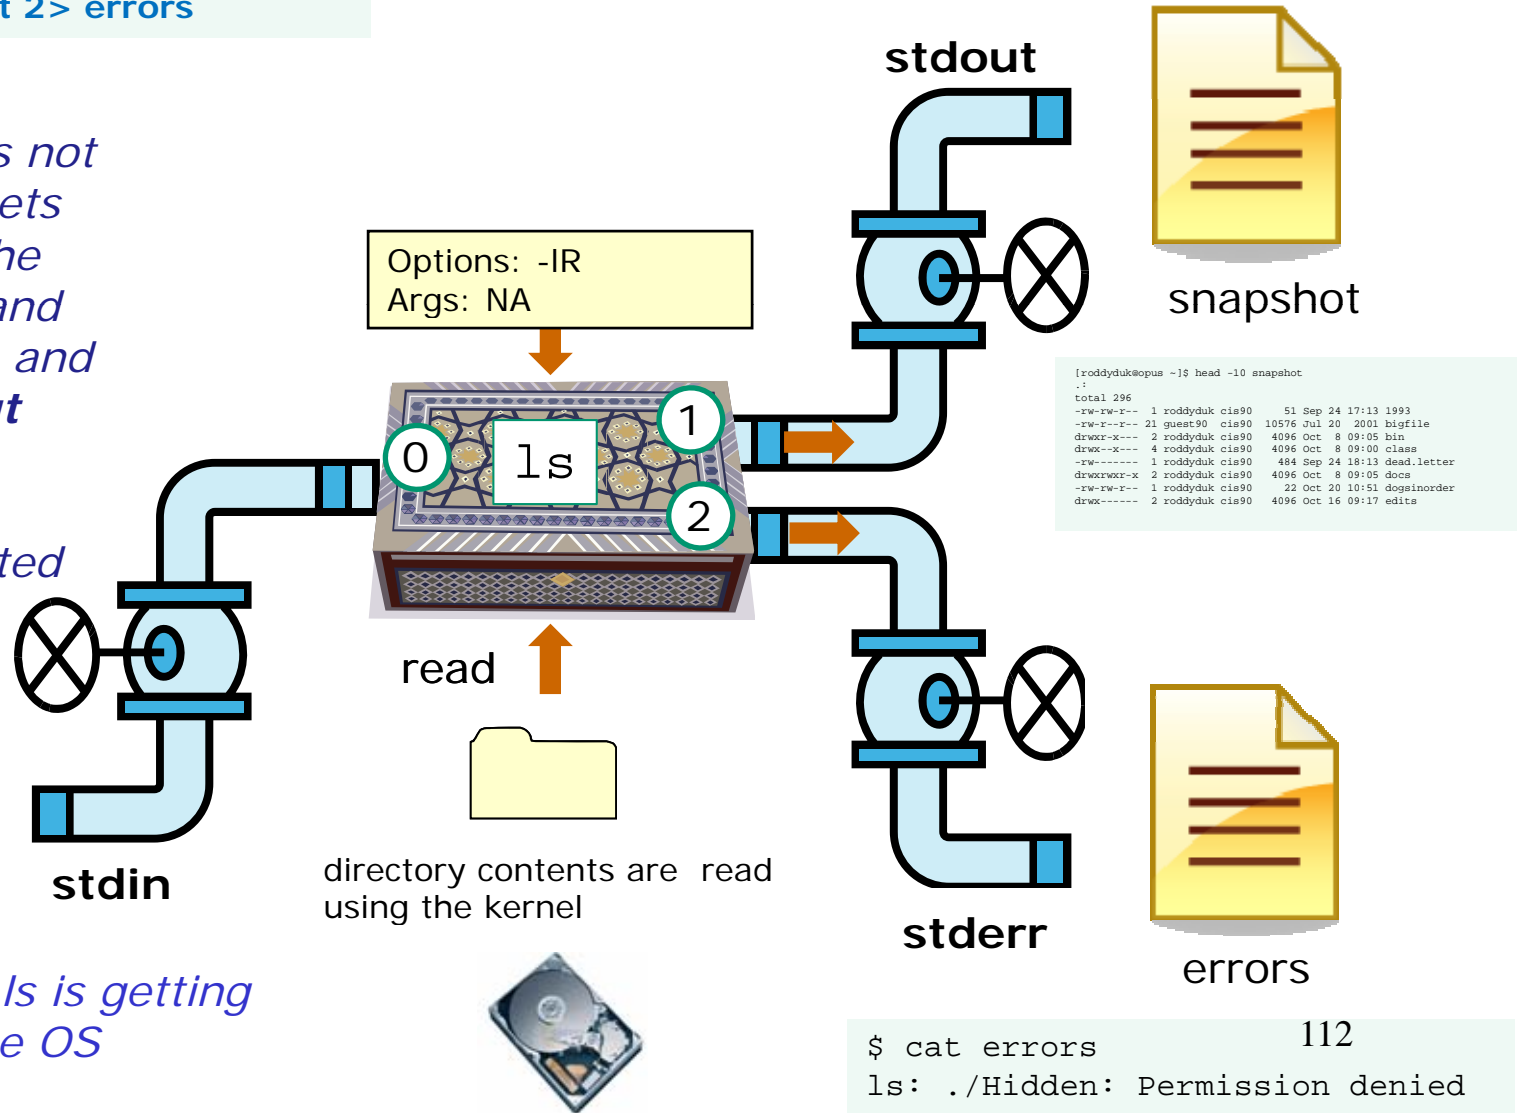 t 2> errors
s not
ets
he
and
and
ut
ted
ls is getting
e OS
Options: -lR
Args: NA
0
ls
1
2
read
directory contents are read
using the kernel
stdin
stdout
snapshot
[roddyduk@opus ~]$ head -10 snapshot
.:
total 296
-rw-rw-r-- 1 roddyduk cis90 51 Sep 24 17:13 1993
-rw-r--r-- 21 guest90 cis90 10576 Jul 20 2001 bigfile
drwxr-x--- 2 roddyduk cis90 4096 Oct 8 09:05 bin
drwx--x--- 4 roddyduk cis90 4096 Oct 8 09:00 class
-rw------- 1 roddyduk cis90 484 Sep 24 18:13 dead.letter
drwxrwxr-x 2 roddyduk cis90 4096 Oct 8 09:05 docs
-rw-rw-r-- 1 roddyduk cis90 22 Oct 20 10:51 dogsinorder
drwx------ 2 roddyduk cis90 4096 Oct 16 09:17 edits
stderr
errors
$ cat errors
ls: ./Hidden: Permission denied
112